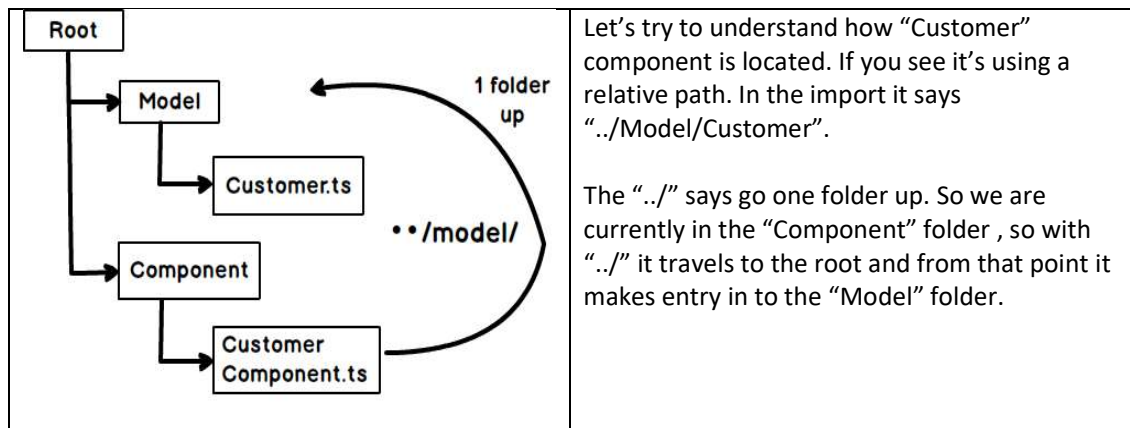 Root
Model
1 folder
up
Customer.ts
••/model/
Component
Customer
Component.ts
Let’s try to understand how “Customer”
component is located. If you see it’s using a
relative path. In the import it says
“../Model/Customer”.
The “../” says go one folder up. So we are
currently in the “Component” folder , so with
“../” it travels to the root and from that point it
makes entry in to the “Model” folder.